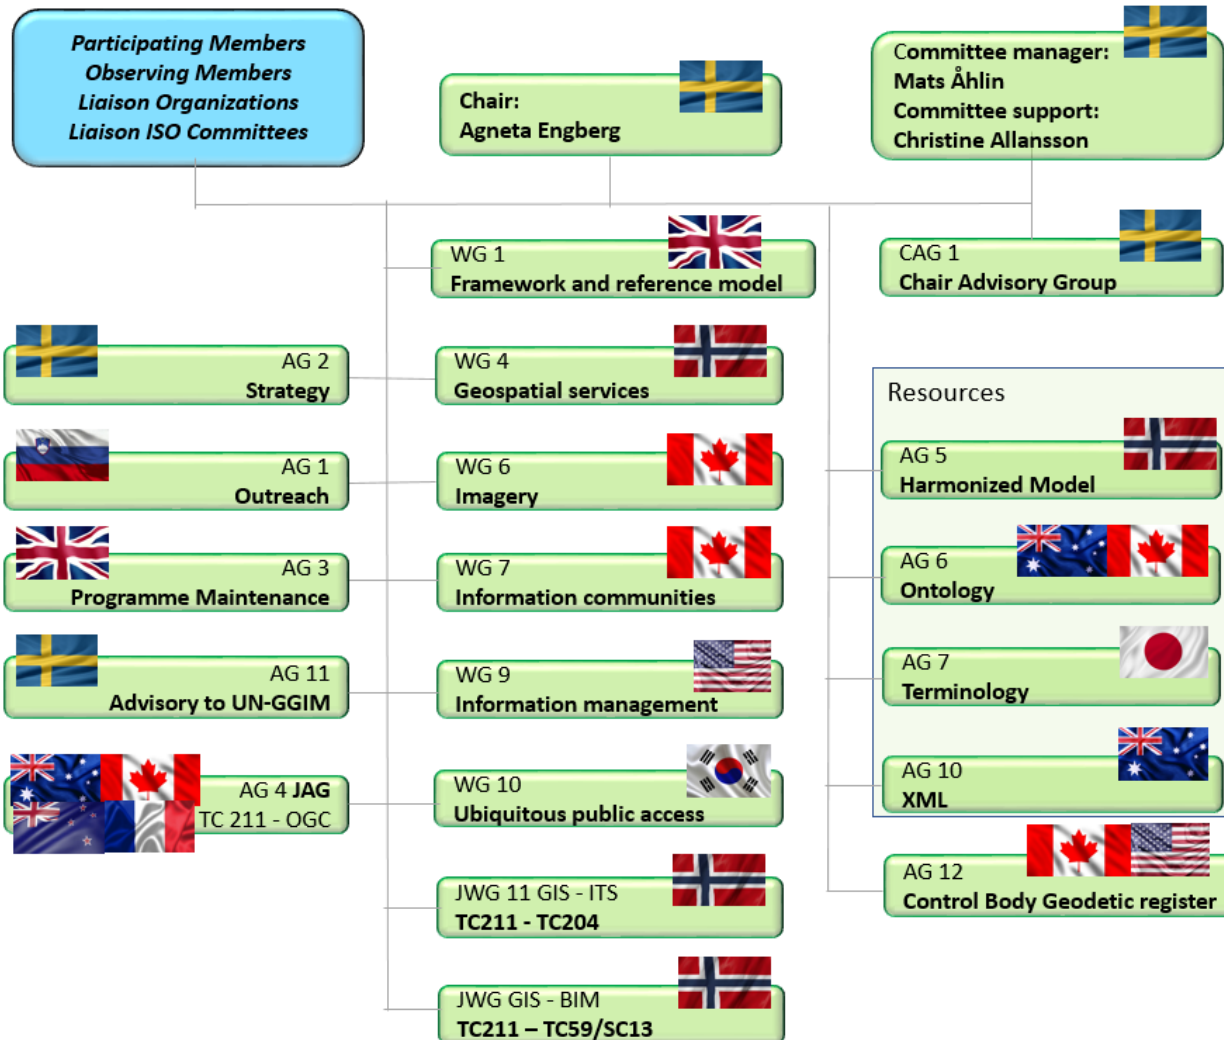 Participating Members
Observing Members
Liaison Organizations
Liaison ISO Committees
Chair:
Agneta Engberg
Committee manager:
Mats Åhlin
Committee support:
Christine Allansson
WG 1
Framework and reference model
CAG 1
Chair Advisory Group
AG 2
Strategy
WG 4
Geospatial services
Resources
AG 1
Outreach
WG 6
Imagery
AG 5
Harmonized Model
AG 3
Programme Maintenance
WG 7
Information communities
AG 6
Ontology
AG 11
Advisory to UN-GGIM
WG 9
Information management
AG 7
Terminology
AG 4 JAG
TC 211 - OGC
WG 10
Ubiquitous public access
AG 10
XML
JWG 11 GIS - ITS
TC211 - TC204
AG 12
Control Body Geodetic register
JWG GIS - BIM
TC211 – TC59/SC13